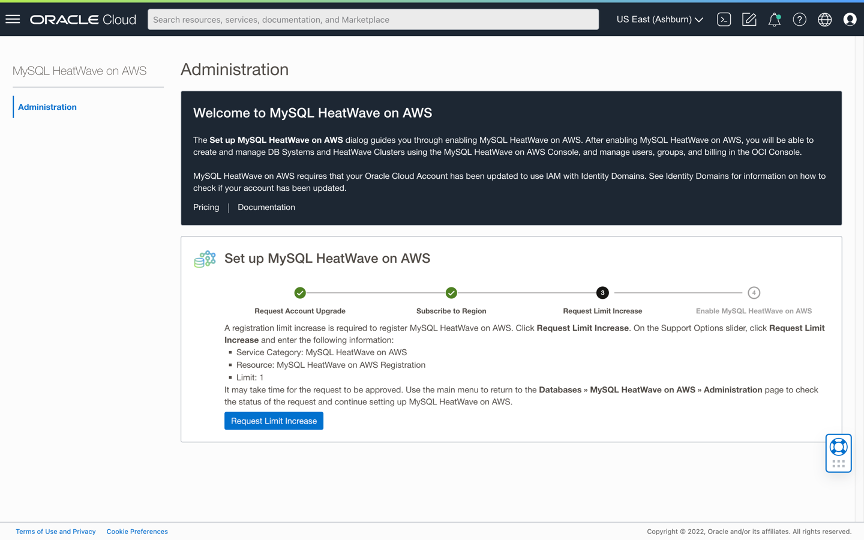 ORACLE Cloud
Search resources, services, documentation, and Marketplace
US East (Ashburn)
MySQL HeatWave on AWS
Administration
Administration
Welcome to MySQL HeatWave on AWS
The Set up MySQL HeatWave on AWS dialog guides you through enabling MySQL HeatWave on AWS. After enabling MySQL HeatWave on AWS, you will be able to
create and manage DB Systems and HeatWave Clusters using the MySQL HeatWave on AWS Console, and manage users, groups, and billing in the OCI Console.
MySQL HeatWave on AWS requires that your Oracle Cloud Account has been updated to use IAM with Identity Domains. See Identity Domains for information on how to
check if your account has been updated.
Pricing | Documentation
Set up MySQL HeatWave on AWS
3 4
Request Account Upgrade Subscribe to Region Request Limit Increase Enable MySQL HeatWave on AWS
A registration limit increase is required to register MySQL HeatWave on AWS. Click Request Limit Increase. On the Support Options slider, click Request Limit
Increase and enter the following information:
▪ Service Category: MySQL HeatWave on AWS
▪ Resource: MySQL HeatWave on AWS Registration
▪ Limit: 1
It may take time for the request to be approved. Use the main menu to return to the Databases » MySQL HeatWave on AWS » Administration page to check
the status of the request and continue setting up MySQL HeatWave on AWS.
Request Limit Increase
Terms of Use and Privacy Cookie Preferences Copyright © 2022, Oracle and/or its affiliates. All rights reserved.